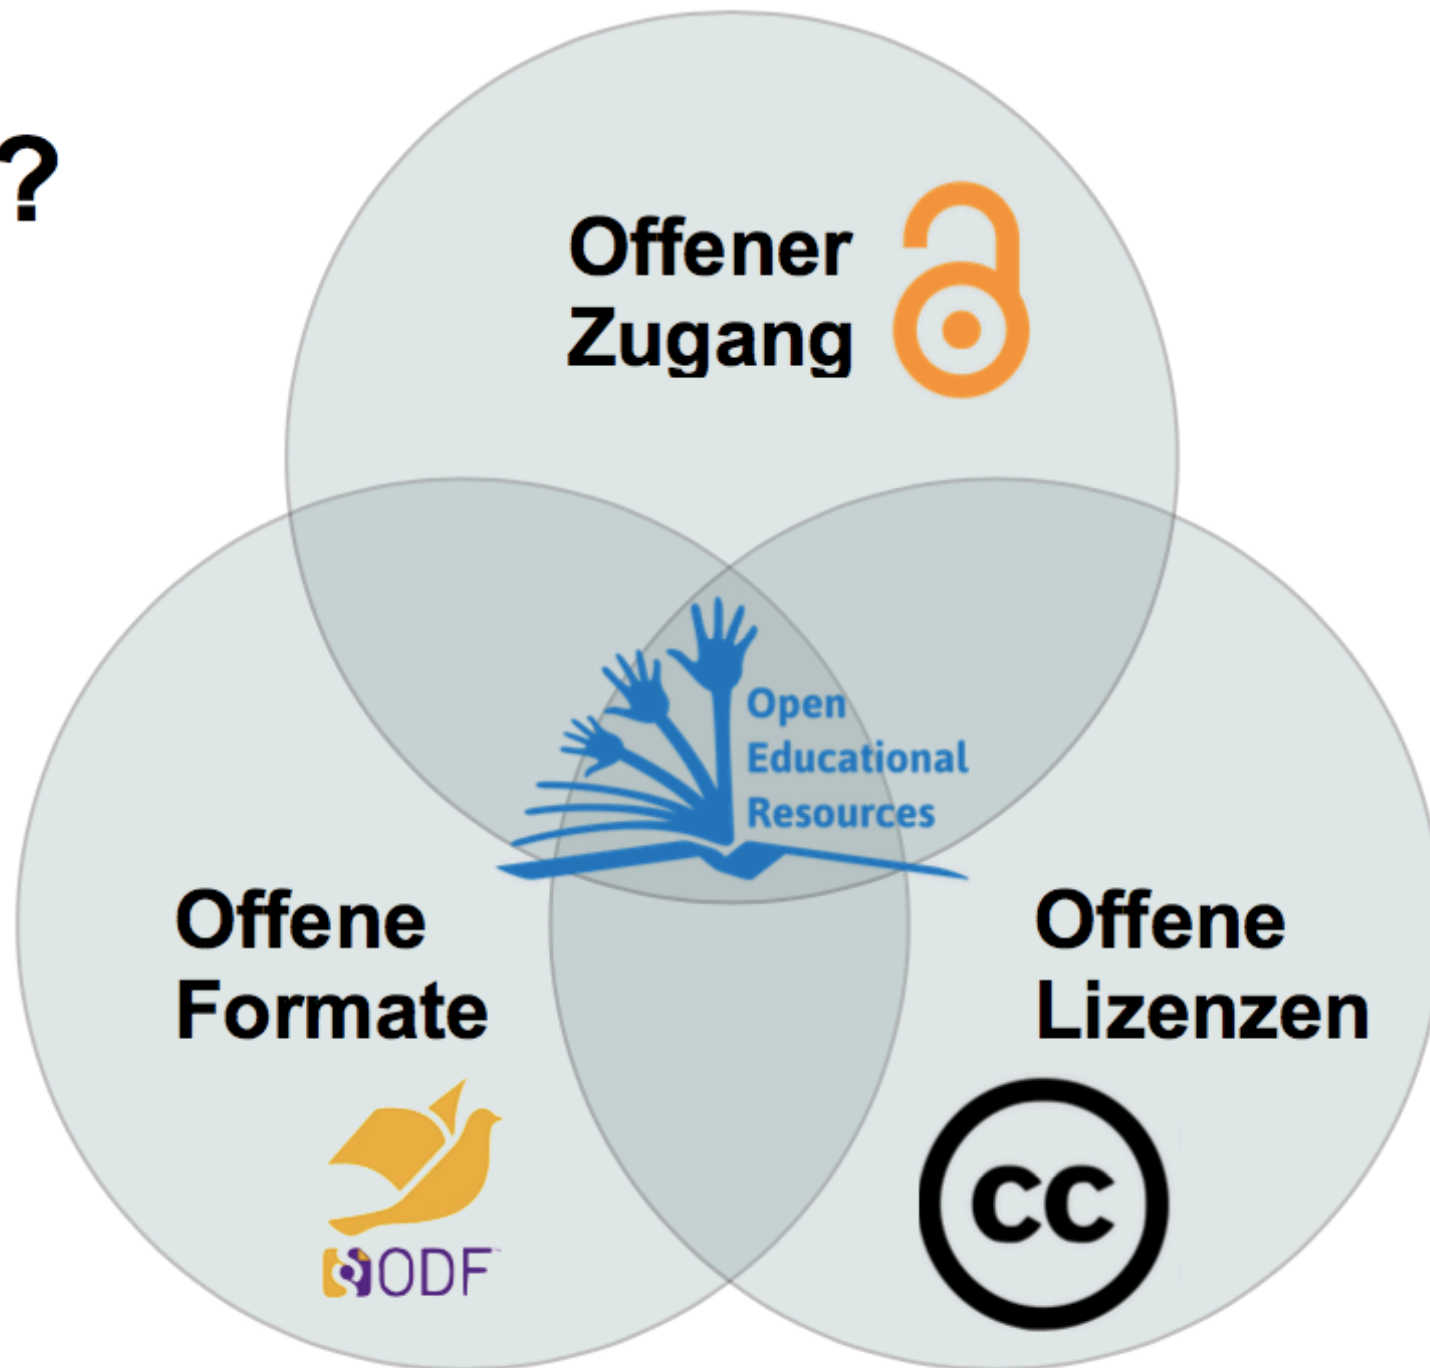 ?
Offener
Zugang
Open
Educational
Resources
Offene
Formate
ODF
Offene
Lizenzen
cc